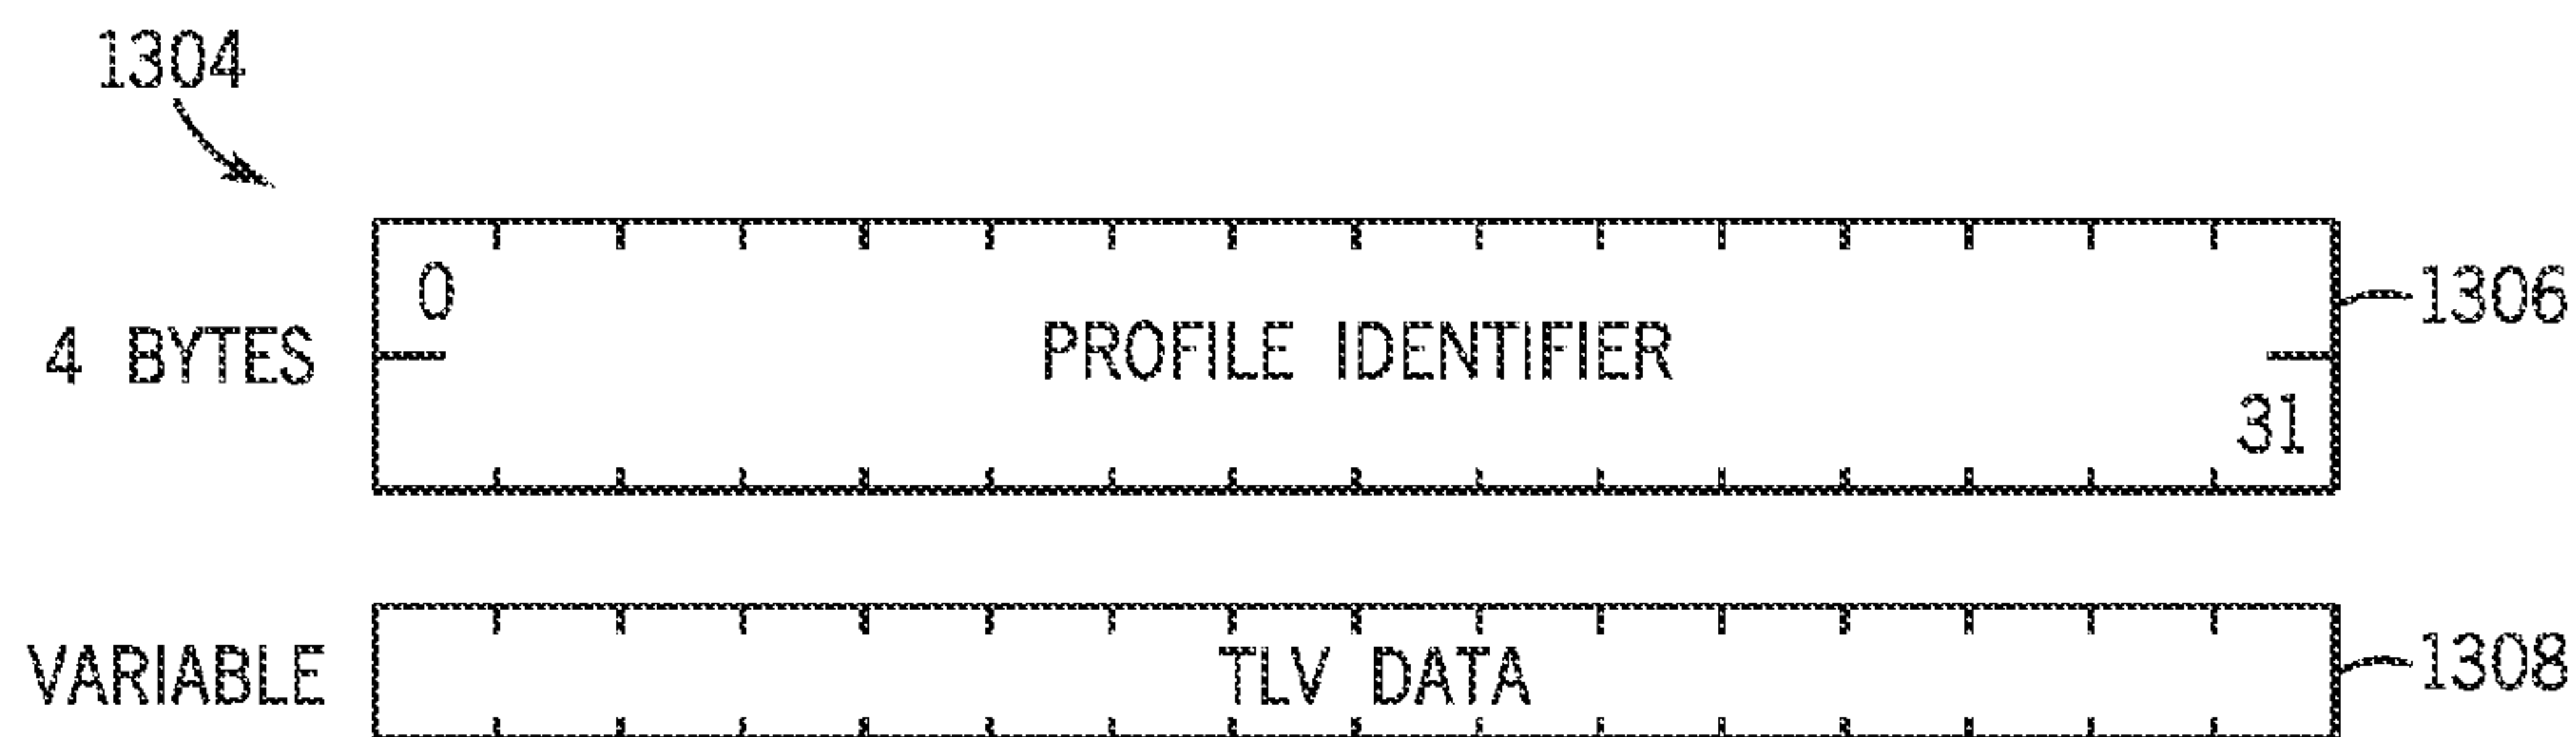 1304
0
4 BYTES PROFILE IDENTIFIER 1306
31
VARIABLE TLV DATA 1308